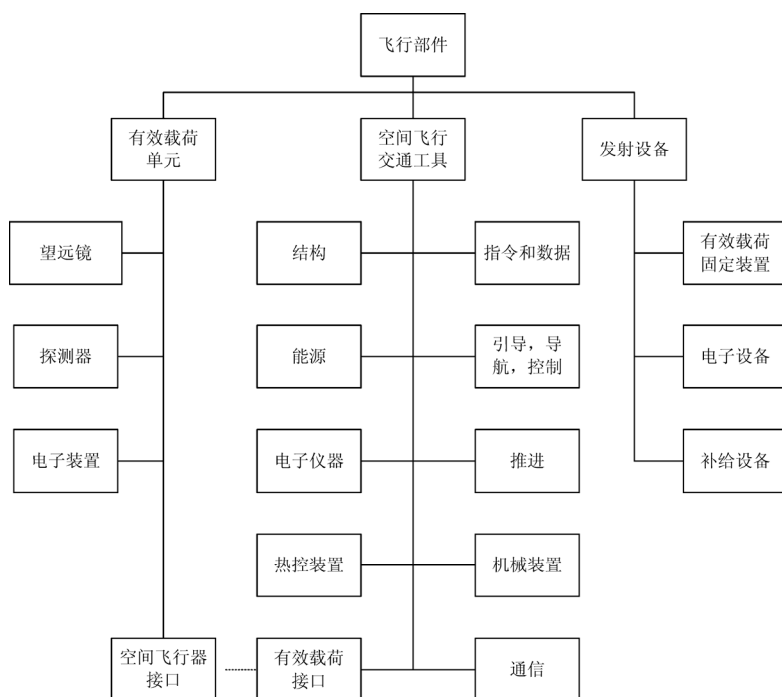 飞行部件
有效载荷
单元
空间飞行
交通工具
发射设备
望远镜
结构
指令和数据
有效载荷
固定装置
探测器
能源
引导，导
航，控制
电子设备
电子装置
电子仪器
推进
补给设备
热控装置
机械装置
空间飞行器
接口
有效载荷
接口
通信